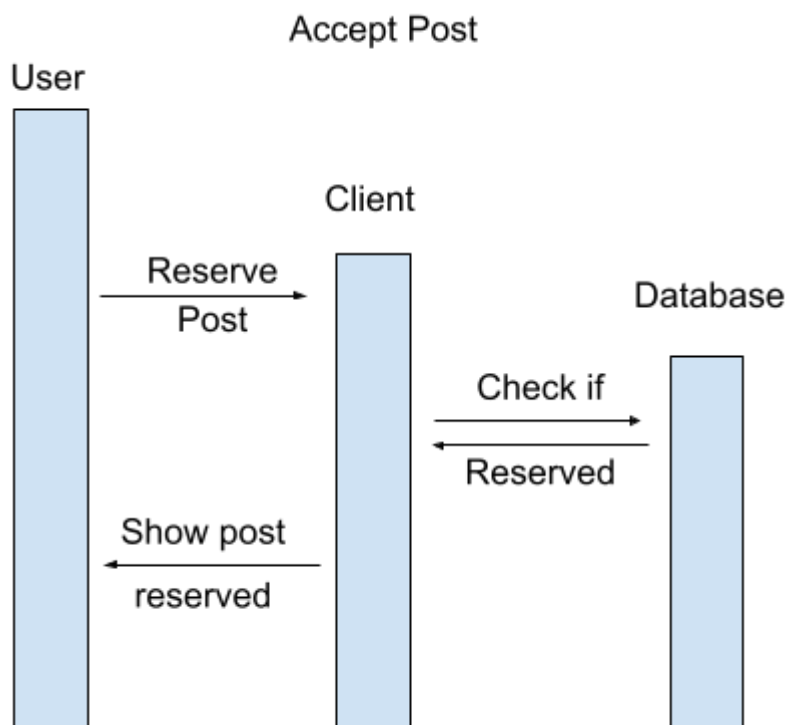 Accept Post
User
Client
Reserve
Post
Database
Check if
Reserved
Show post
reserved